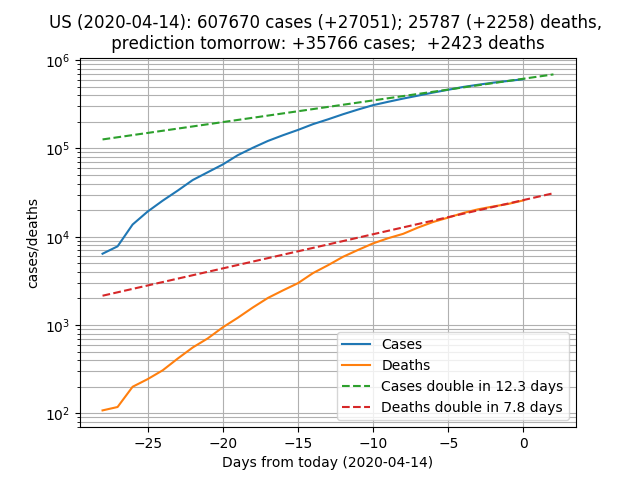 US (2020-04-14): 607670 cases (+27051); 25787 (+2258) deaths,
prediction tomorrow: +35766 cases;  +2423 deaths
10⁶
10⁵
10⁴
10³
10²
cases/deaths
Cases
Deaths
Cases double in 12.3 days
Deaths double in 7.8 days
−25 −20 −15 −10 −5 0
Days from today (2020-04-14)